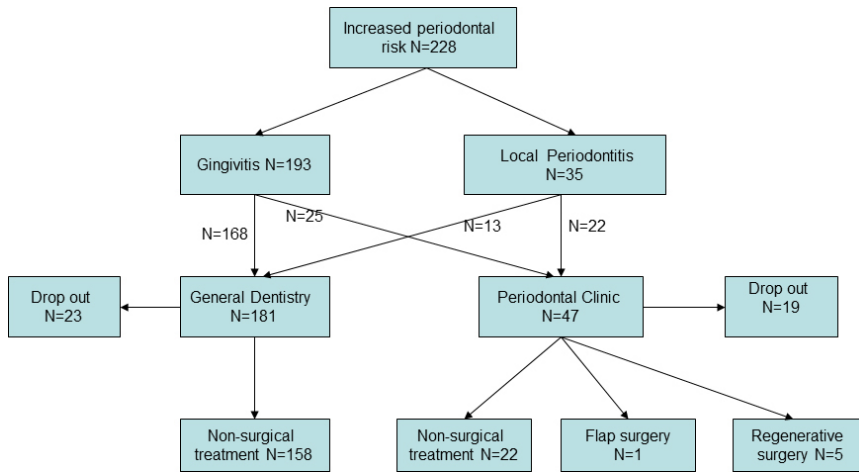 Increased periodontal
risk N=228
Gingivitis N=193
Local Periodontitis
N=35
N=168
N=25
N=13
N=22
Drop out
N=23
General Dentistry
N=181
Periodontal Clinic
N=47
Drop out
N=19
Non-surgical
treatment N=158
Non-surgical
treatment N=22
Flap surgery
N=1
Regenerative
surgery N=5